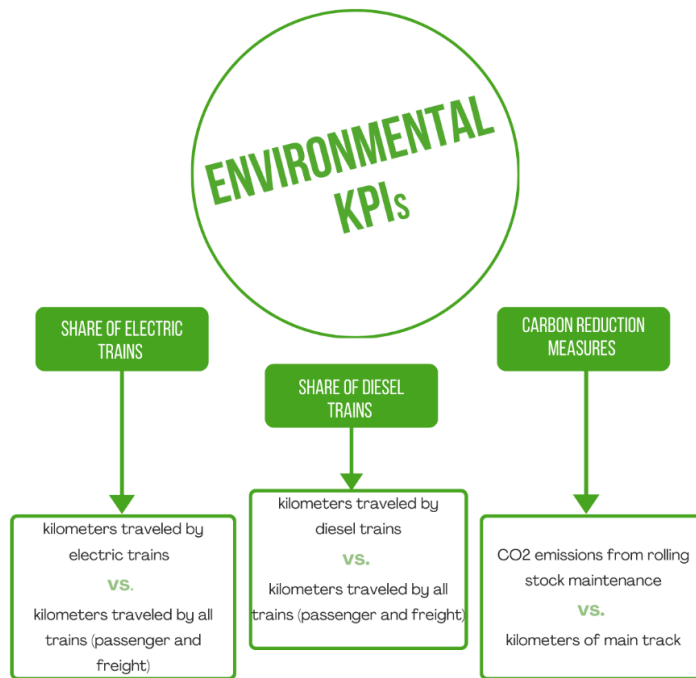 ENVIRONMENTAL
KPIs
SHARE OF ELECTRIC
TRAINS
kilometers traveled by
electric trains
vs.
kilometers traveled by all
trains (passenger and
freight)
SHARE OF DIESEL
TRAINS
kilometers traveled by
diesel trains
vs.
kilometers traveled by all
trains (passenger and freight)
CARBON REDUCTION
MEASURES
CO2 emissions from rolling
stock maintenance
vs.
kilometers of main track